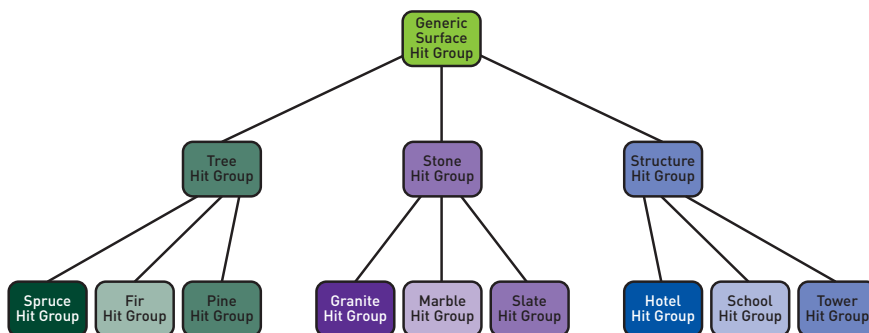 Generic
Surface
Hit Group
Tree
Hit Group
Stone
Hit Group
Structure
Hit Group
Spruce
Hit Group
Fir
Hit Group
Pine
Hit Group
Granite
Hit Group
Marble
Hit Group
Slate
Hit Group
Hotel
Hit Group
School
Hit Group
Tower
Hit Group